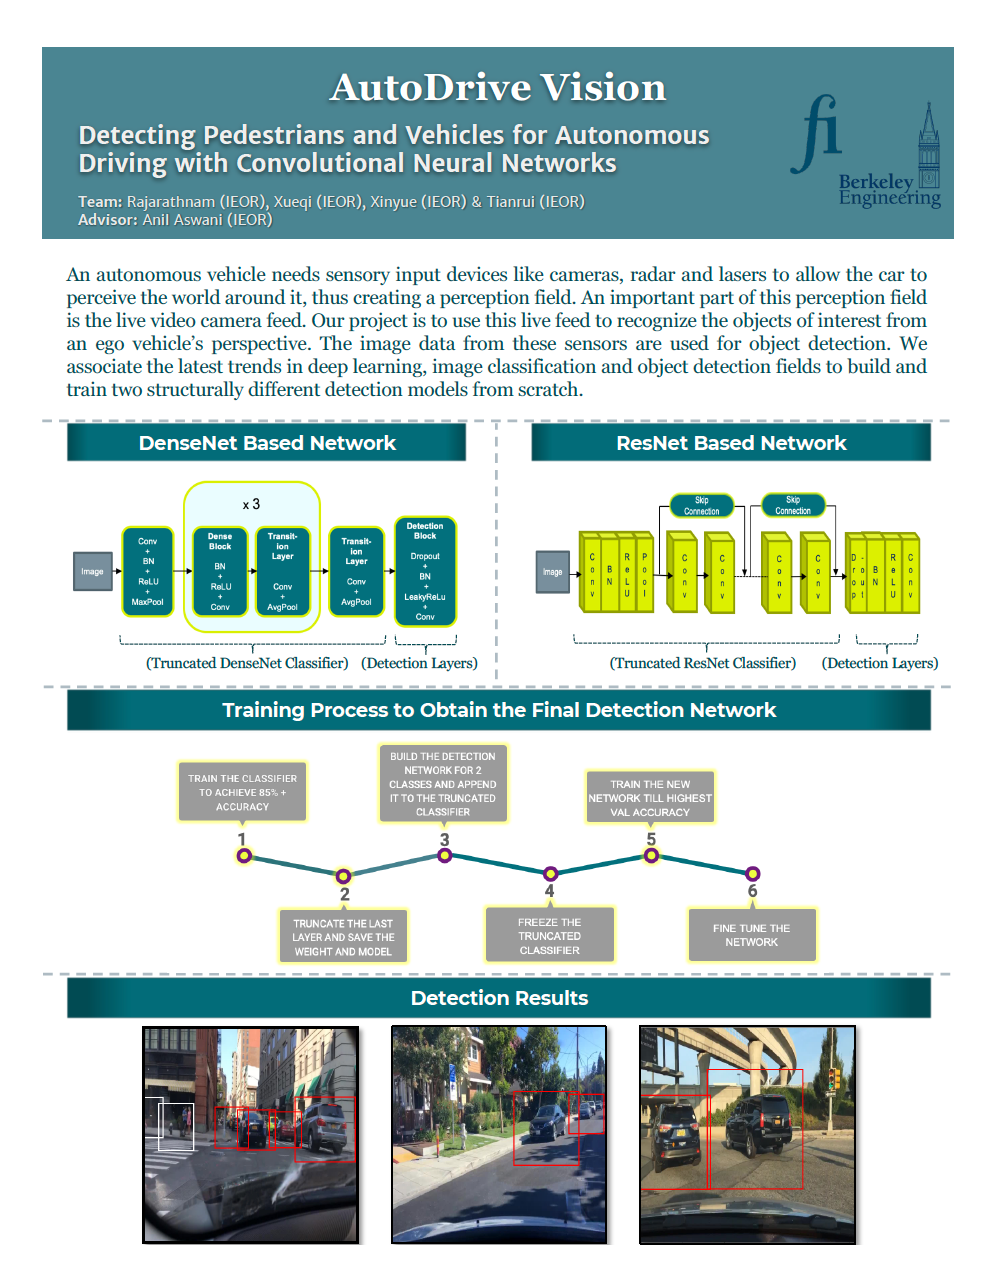 AutoDrive Vision
Detecting Pedestrians and Vehicles for Autonomous
Driving with Convolutional Neural Networks
Team: Rajarathnam (IEOR), Xueqi (IEOR), Xinyue (IEOR) & Tianrui (IEOR)
Advisor: Anil Aswani (IEOR)
fi
Berkeley
Engineering
An autonomous vehicle needs sensory input devices like cameras, radar and lasers to allow the car to
perceive the world around it, thus creating a perception field. An important part of this perception field
is the live video camera feed. Our project is to use this live feed to recognize the objects of interest from
an ego vehicle's perspective. The image data from these sensors are used for object detection. We
associate the latest trends in deep learning, image classification and object detection fields to build and
train two structurally different detection models from scratch.
DenseNet Based Network
x 3
Image
Conv
+
BN
+
ReLU
+
MaxPool
Dense
Block
BN
+
ReLU
+
Conv
Transit-
ion
Layer
Conv
+
AvgPool
Transit-
ion
Layer
Conv
+
AvgPool
Detection
Block
Dropout
+
BN
+
LeakyReLu
+
Conv
(Truncated DenseNet Classifier)
(Detection Layers)
ResNet Based Network
Skip
Connection
Skip
Connection
Image
Conv
BN
ReLU
Pool
Conv
Conv
Conv
Conv
Drop
-out
BN
ReLU
Conv
(Truncated ResNet Classifier)
(Detection Layers)
Training Process to Obtain the Final Detection Network
TRAIN THE CLASSIFIER
TO ACHIEVE 85% +
ACCURACY
1
2
TRUNCATE THE LAST
LAYER AND SAVE THE
WEIGHT AND MODEL
BUILD THE DETECTION
NETWORK FOR 2
CLASSES AND APPEND
IT TO THE TRUNCATED
CLASSIFIER
3
4
FREEZE THE
TRUNCATED
CLASSIFIER
TRAIN THE NEW
NETWORK TILL HIGHEST
VAL ACCURACY
5
6
FINE TUNE THE
NETWORK
Detection Results